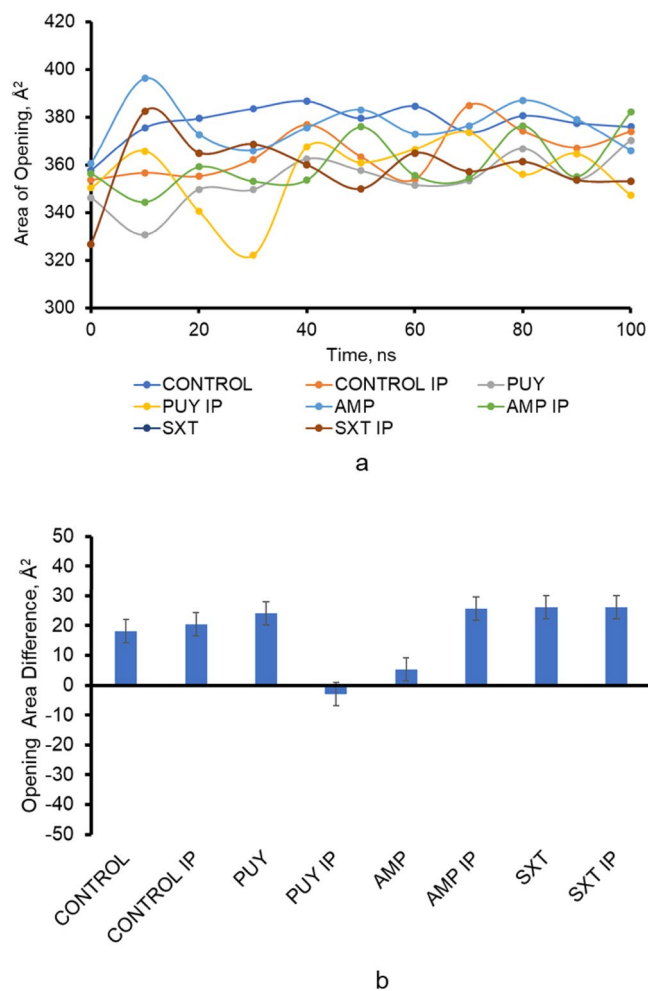 420
400
380
360
340
320
300
Area of Opening, Å²
0 20 40 60 80 100
Time, ns
CONTROL CONTROL IP PUY
PUY IP AMP AMP IP
SXT SXT IP
a
50
40
30
20
10
0
-10
-20
-30
-40
-50
Opening Area Difference, Å²
CONTROL CONTROL IP PUY PUY IP AMP AMP IP SXT SXT IP
b